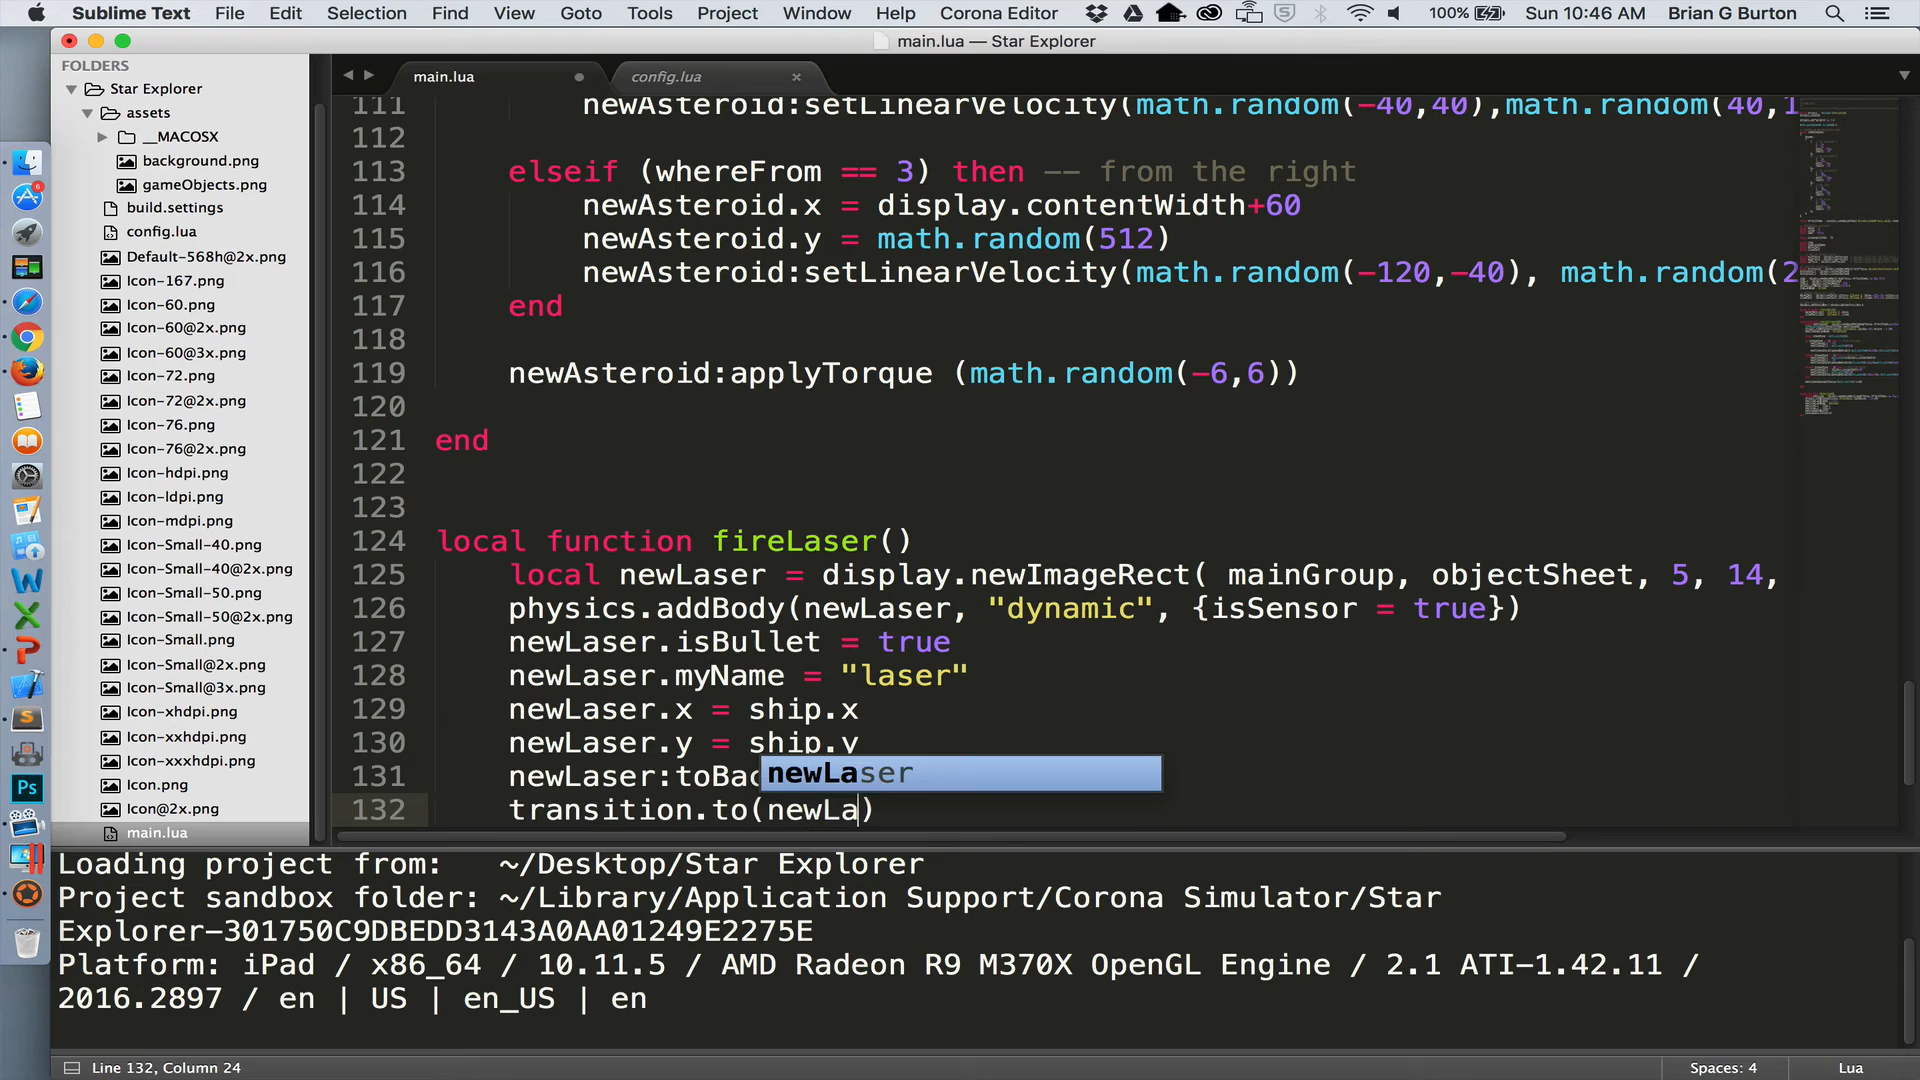 Sublime Text File Edit Selection Find View Goto Tools Project Window Help Corona Editor 100% Sun 10:46 AM Brian G Burton
main.lua — Star Explorer
FOLDERS
Star Explorer
assets
__MACOSX
background.png
gameObjects.png
build.settings
config.lua
Default-568h@2x.png
Icon-167.png
Icon-60.png
Icon-60@2x.png
Icon-60@3x.png
Icon-72.png
Icon-72@2x.png
Icon-76.png
Icon-76@2x.png
Icon-hdpi.png
Icon-ldpi.png
Icon-mdpi.png
Icon-Small-40.png
Icon-Small-40@2x.png
Icon-Small-50.png
Icon-Small-50@2x.png
Icon-Small.png
Icon-Small@2x.png
Icon-Small@3x.png
Icon-xhdpi.png
Icon-xxhdpi.png
Icon-xxxhdpi.png
Icon.png
Icon@2x.png
main.lua
main.lua config.lua
111 newAsteroid:setLinearVelocity(math.random(-40,40),math.random(40,1
112
113 elseif (whereFrom == 3) then -- from the right
114 newAsteroid.x = display.contentWidth+60
115 newAsteroid.y = math.random(512)
116 newAsteroid:setLinearVelocity(math.random(-120,-40), math.random(2
117 end
118
119 newAsteroid:applyTorque (math.random(-6,6))
120
121 end
122
123
124 local function fireLaser()
125 local newLaser = display.newImageRect( mainGroup, objectSheet, 5, 14,
126 physics.addBody(newLaser, "dynamic", {isSensor = true})
127 newLaser.isBullet = true
128 newLaser.myName = "laser"
129 newLaser.x = ship.x
130 newLaser.y = ship.y
131 newLaser:toBac
newLaser
132 transition.to(newLa)
Loading project from: ~/Desktop/Star Explorer
Project sandbox folder: ~/Library/Application Support/Corona Simulator/Star
Explorer-301750C9DBEDD3143A0AA01249E2275E
Platform: iPad / x86_64 / 10.11.5 / AMD Radeon R9 M370X OpenGL Engine / 2.1 ATI-1.42.11 /
2016.2897 / en | US | en_US | en
Line 132, Column 24 Spaces: 4 Lua